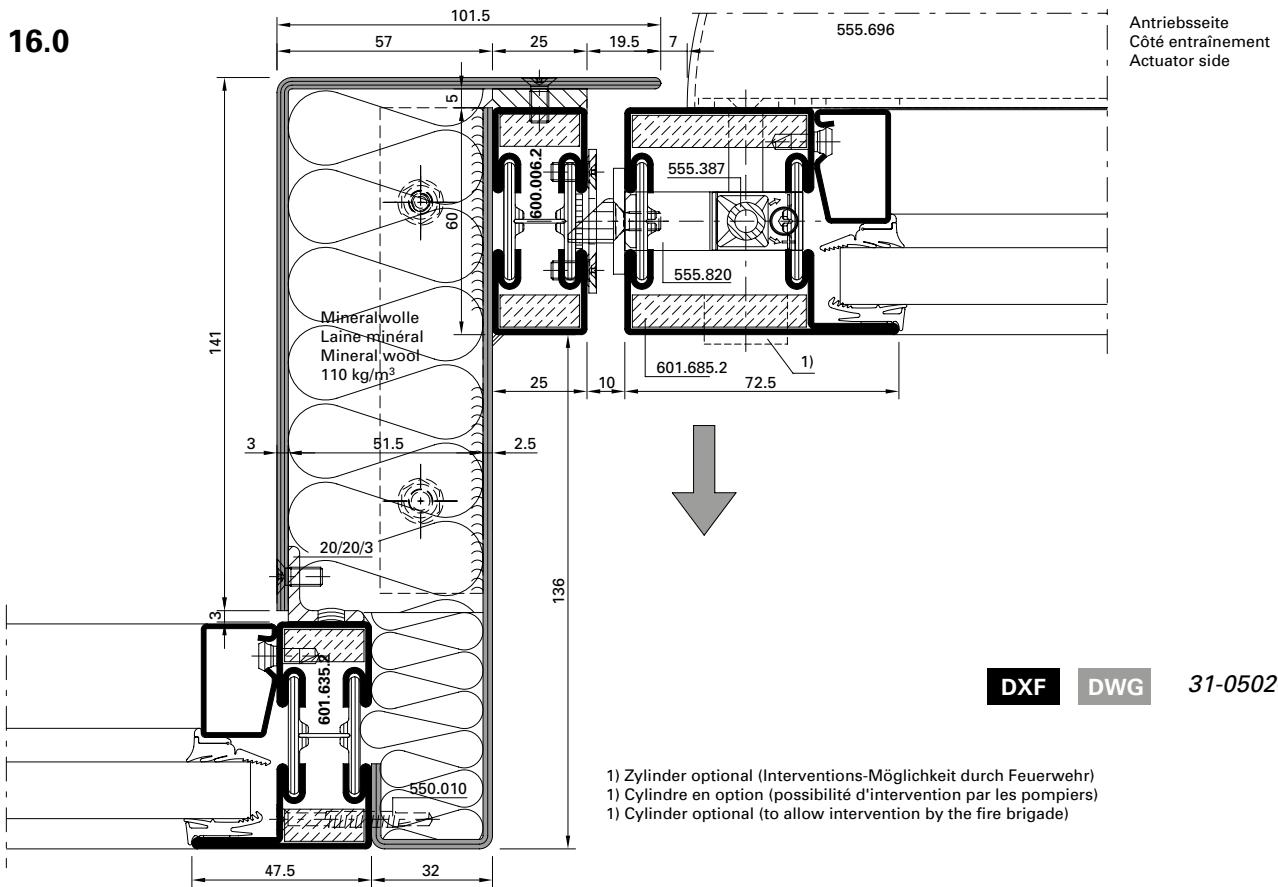 16.0
101.5
57
25
19.5
7
555.696
Antriebsseite
Côté entraînement
Actuator side
5
60
600.006.2
555.387
555.820
141
Mineralwolle
Laine minéral
Mineral wool
110 kg/m³
601.685.2
1)
25
10
72.5
3
51.5
2.5
20/20/3
136
3
601.635.2
DXF
DWG
31-0502
550.010
1) Zylinder optional (Interventions-Möglichkeit durch Feuerwehr)
1) Cylindre en option (possibilité d'intervention par les pompiers)
1) Cylinder optional (to allow intervention by the fire brigade)
47.5
32